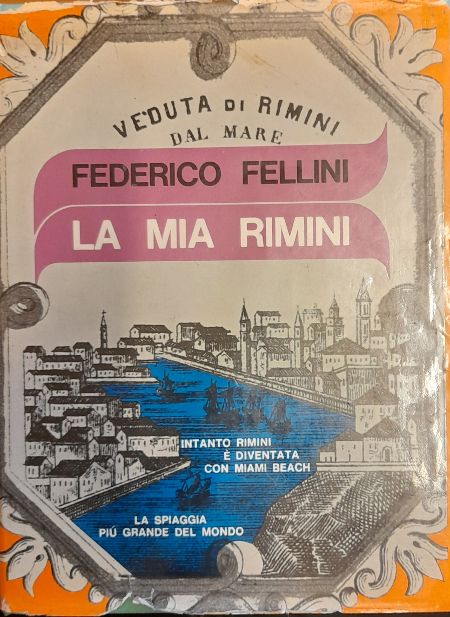 VEDUTA DI RIMINI
DAL MARE
FEDERICO FELLINI
LA MIA RIMINI
INTANTO RIMINI
È DIVENTATA
CON MIAMI BEACH
LA SPIAGGIA
PIÚ GRANDE DEL MONDO